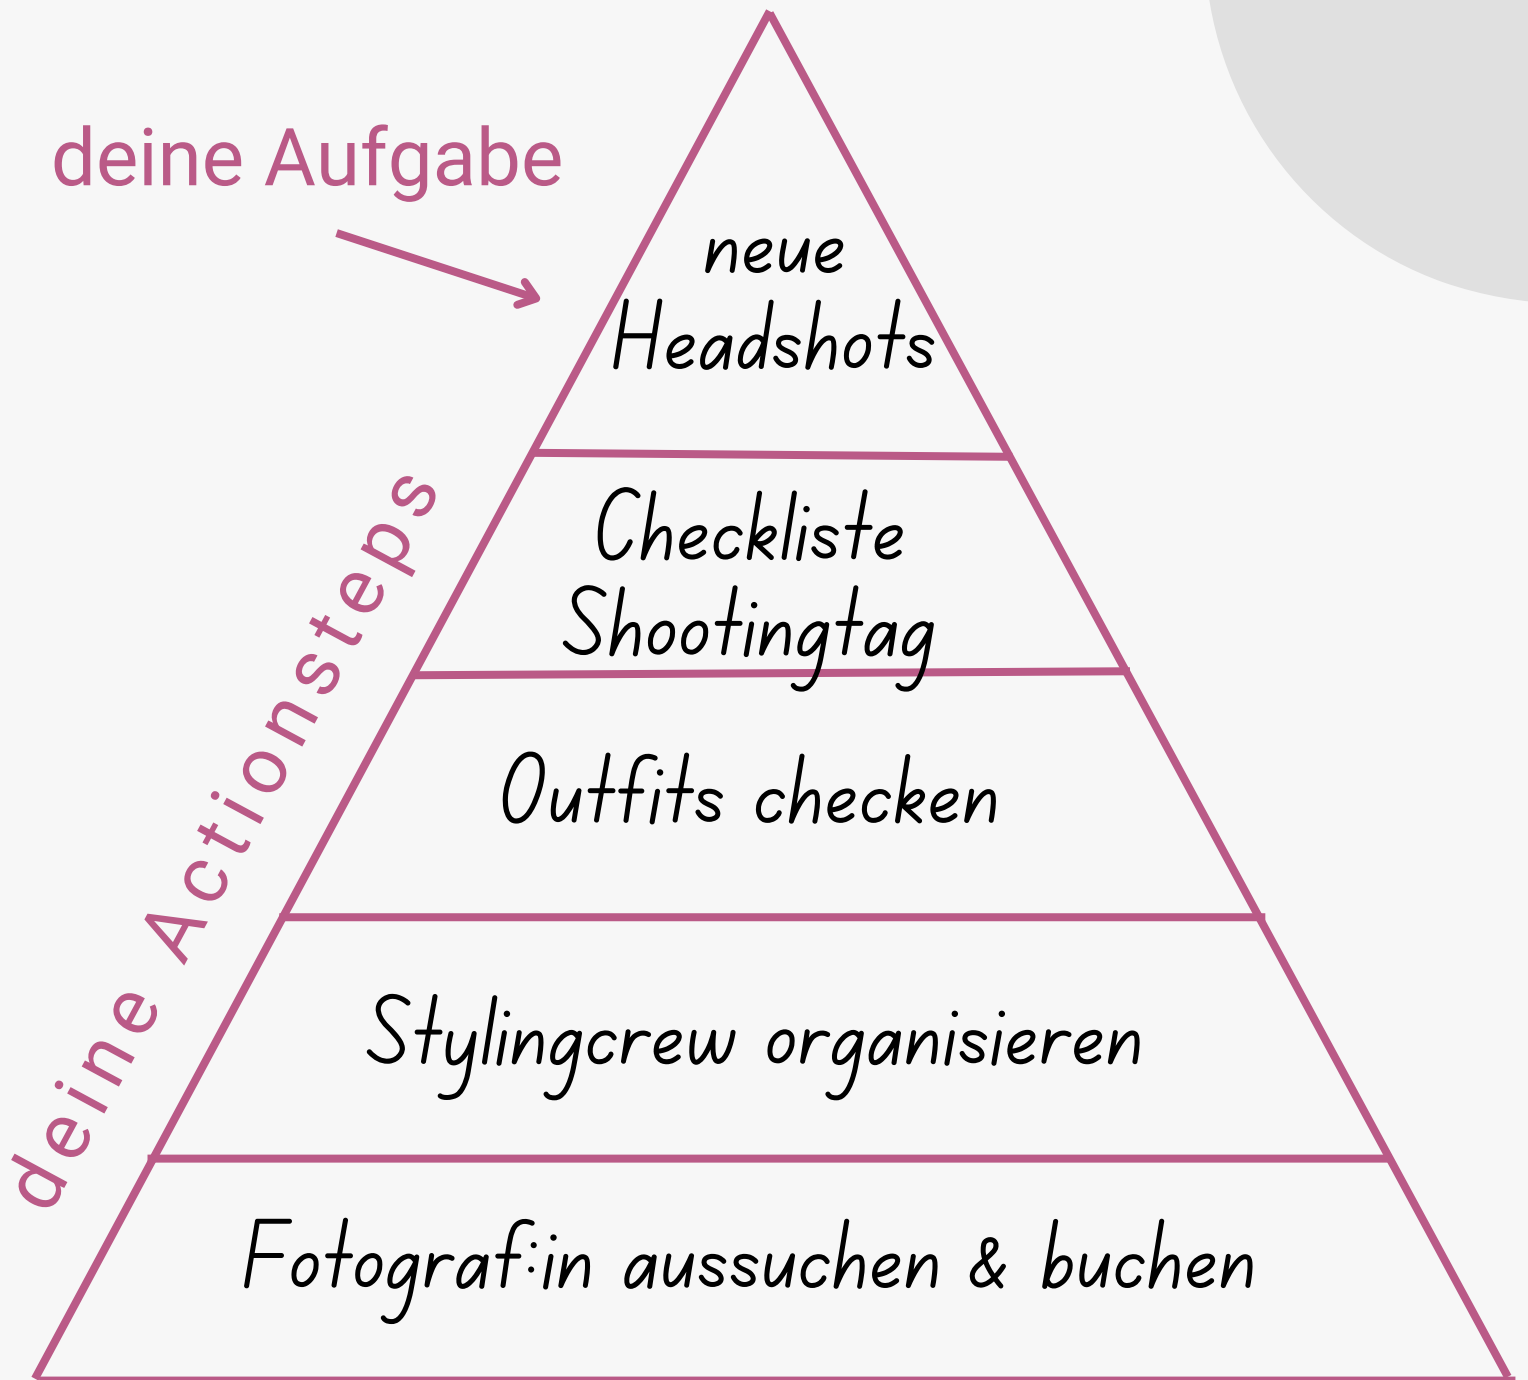 deine Aufgabe
neue
Headshots
Checkliste
Shootingtag
Outfits checken
Stylingcrew organisieren
Fotograf:in aussuchen & buchen
deine Actionsteps